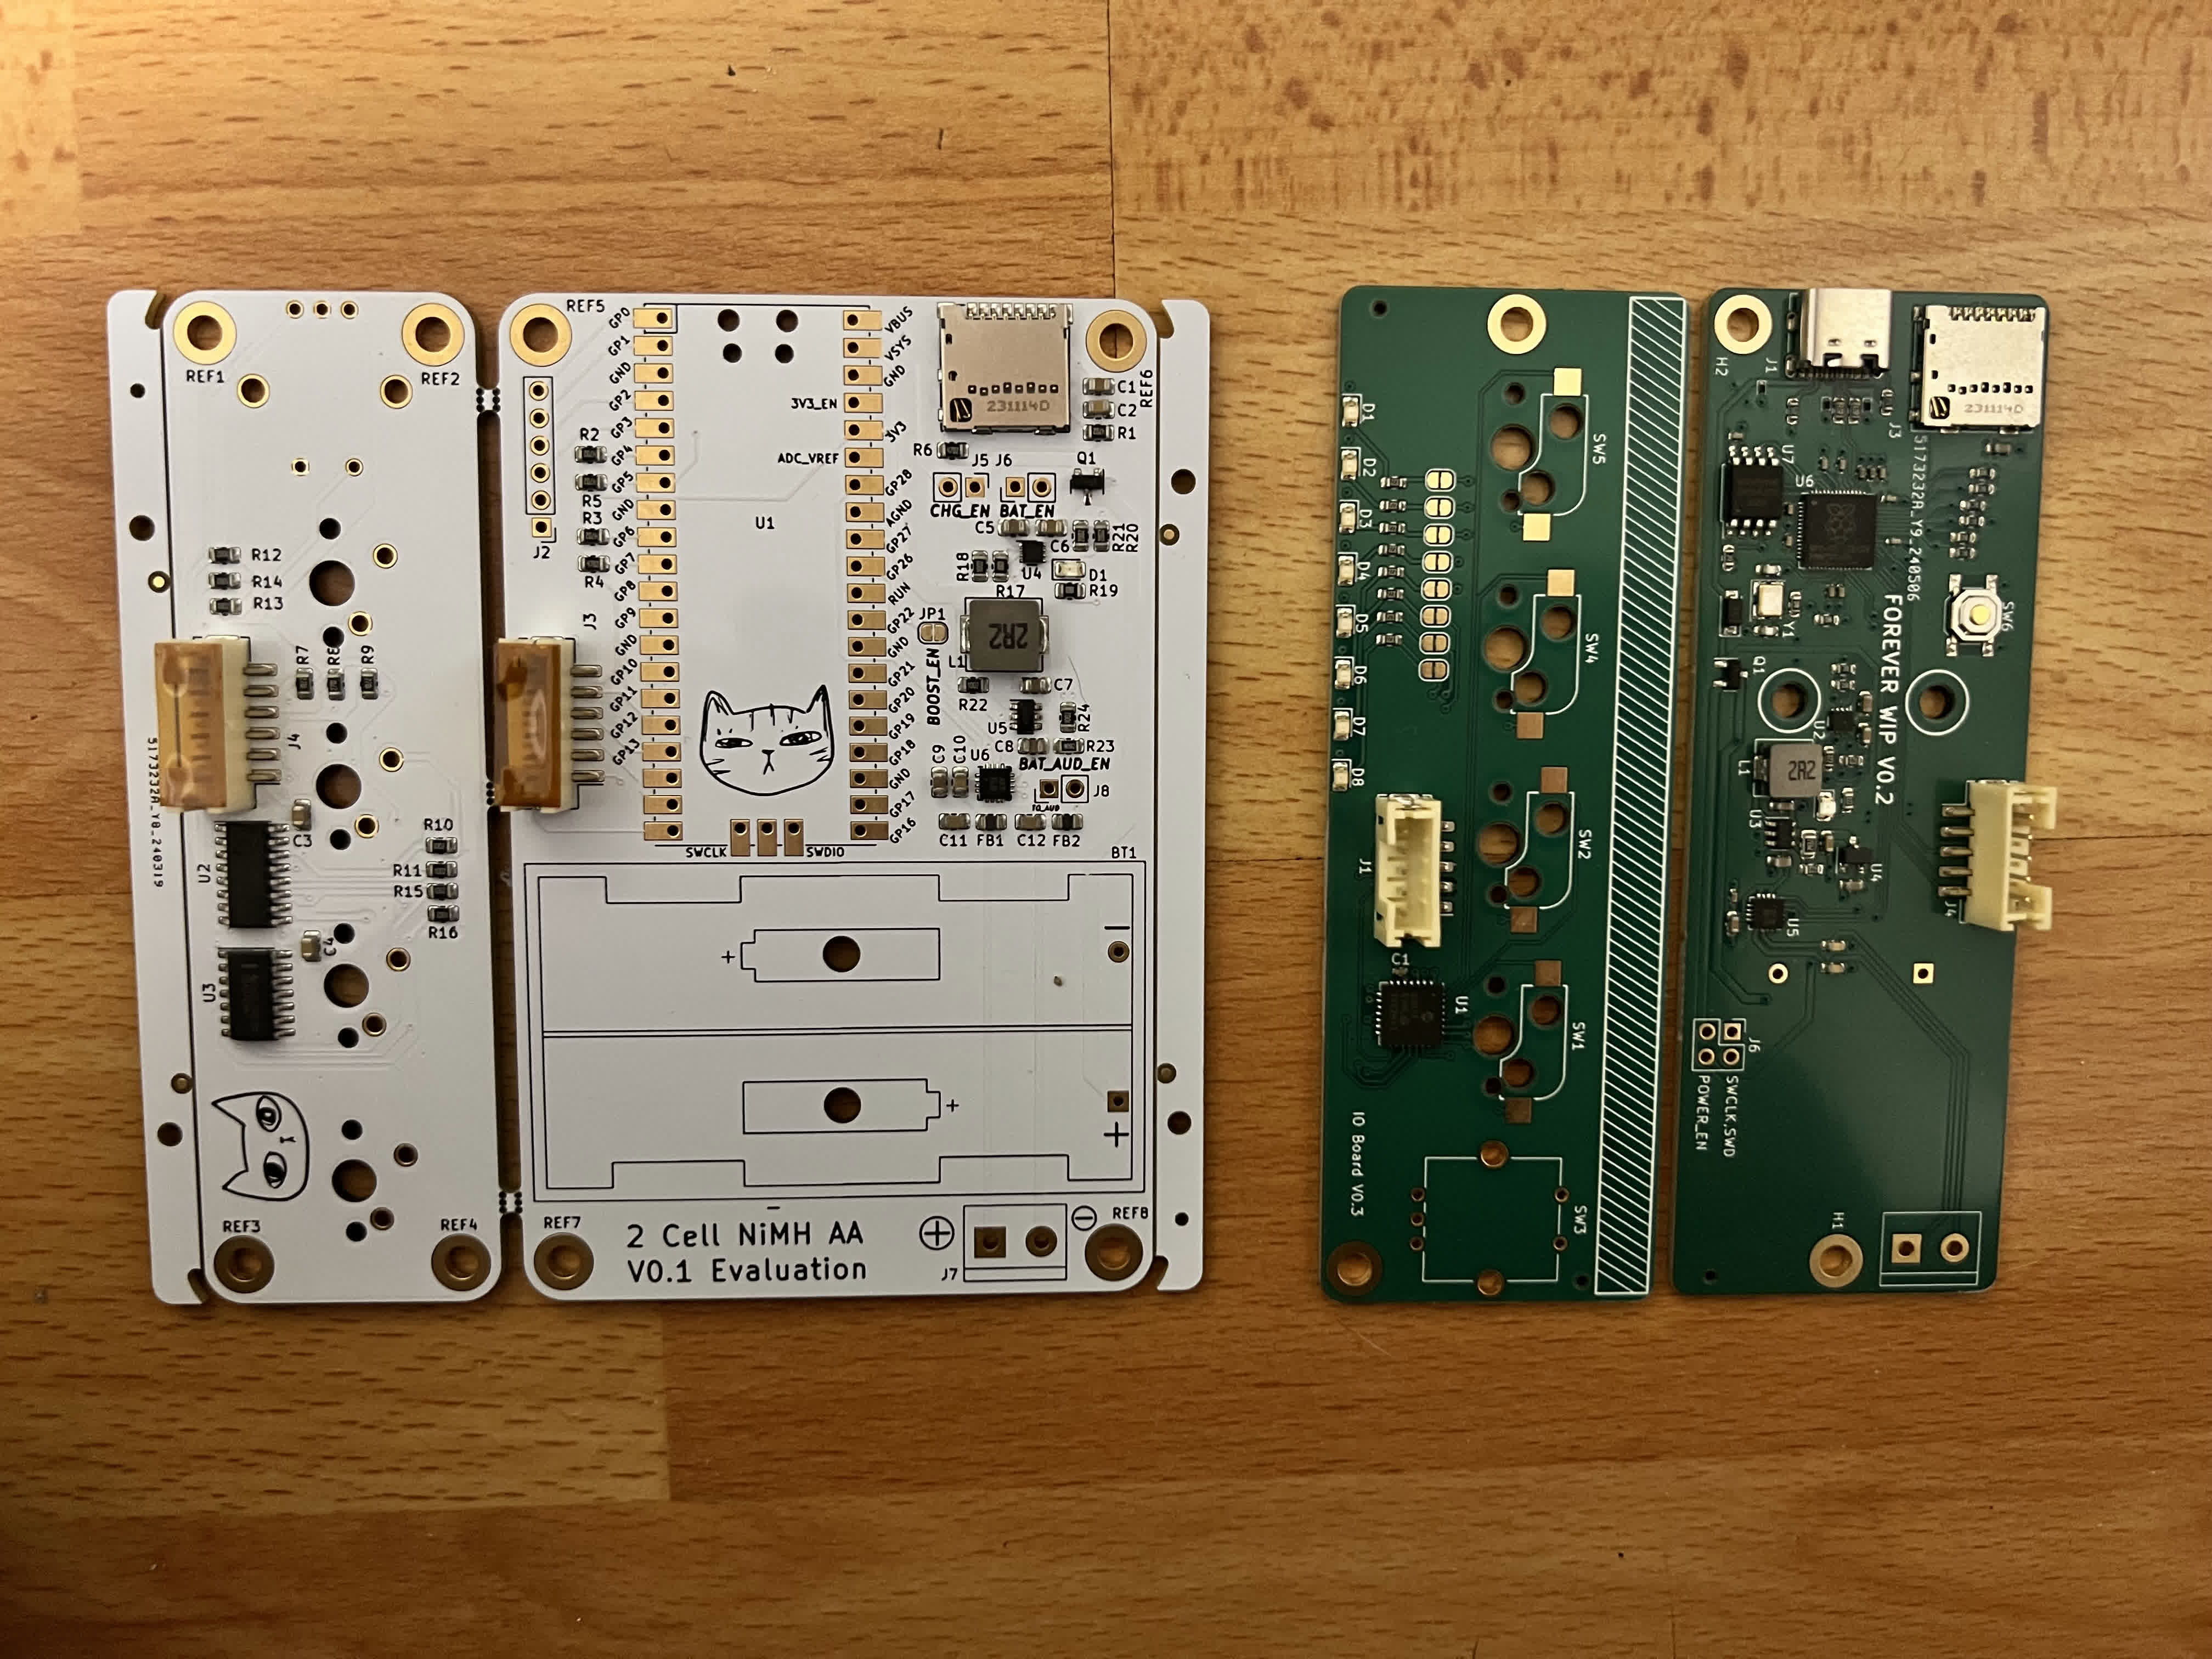 REF1
REF2
R12
R14
R13
R7
R8
R9
J4
C3
U2
R10
R11
R15
R16
C4
U3
REF3
REF4
5173232A_Y8_240319
REF5
GP0
GP1
GND
GP2
GP3
GP4
GP5
GND
GP6
GP7
GP8
GP9
GND
GP10
GP11
GP12
GP13
J2
R2
R5
R3
R4
J3
U1
VBUS
VSYS
GND
3V3_EN
3V3
ADC_VREF
GP28
AGND
GP27
GP26
RUN
GP22
GND
GP21
GP20
GP19
GP18
GND
GP17
GP16
SWCLK
SWDIO
231114D
C1
C2
R1
REF6
R6
J5 J6
Q1
CHG_EN
BAT_EN
C5
C6
R21
R20
R18
U4
D1
R17
R19
JP1
2R2
L1
BOOST_EN
C7
R22
U5
R24
C8
R23
C9
C10
U6
BAT_AUD_EN
J8
C11
FB1
C12
FB2
BT1
+
−
+
+
REF7
2 Cell NiMH AA
V0.1 Evaluation
+
J7
−
REF8
D1
D2
D3
D4
D5
D6
D7
D8
SW5
SW4
SW2
SW1
SW3
J1
C1
U1
IO Board V0.3
H2
J1
J3
231114D
5173232A_Y9_240506
U7
U6
Y1
SW6
FOREVER WIP V0.2
Q1
U2
L1
2R2
U3
U4
U5
J4
J6
SWCLK.SWD
POWER_EN
H1